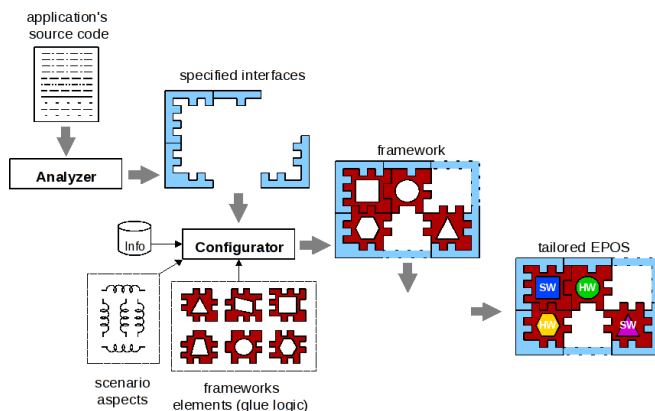 application's
source code
specified interfaces
framework
Analyzer
tailored EPOS
Info
Configurator
SW
HW
HW
SW
scenario
aspects
frameworks
elements (glue logic)